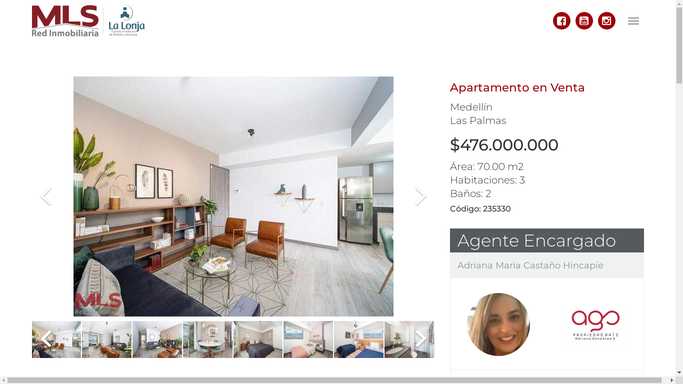 MLS
Red Inmobiliaria
La Lonja
Apartamento en Venta
Medellín
Las Palmas
$476.000.000
Área: 70.00 m2
Habitaciones: 3
Baños: 2
Código: 235330
Agente Encargado
Adriana Maria Castaño Hincapie
MLS
ago